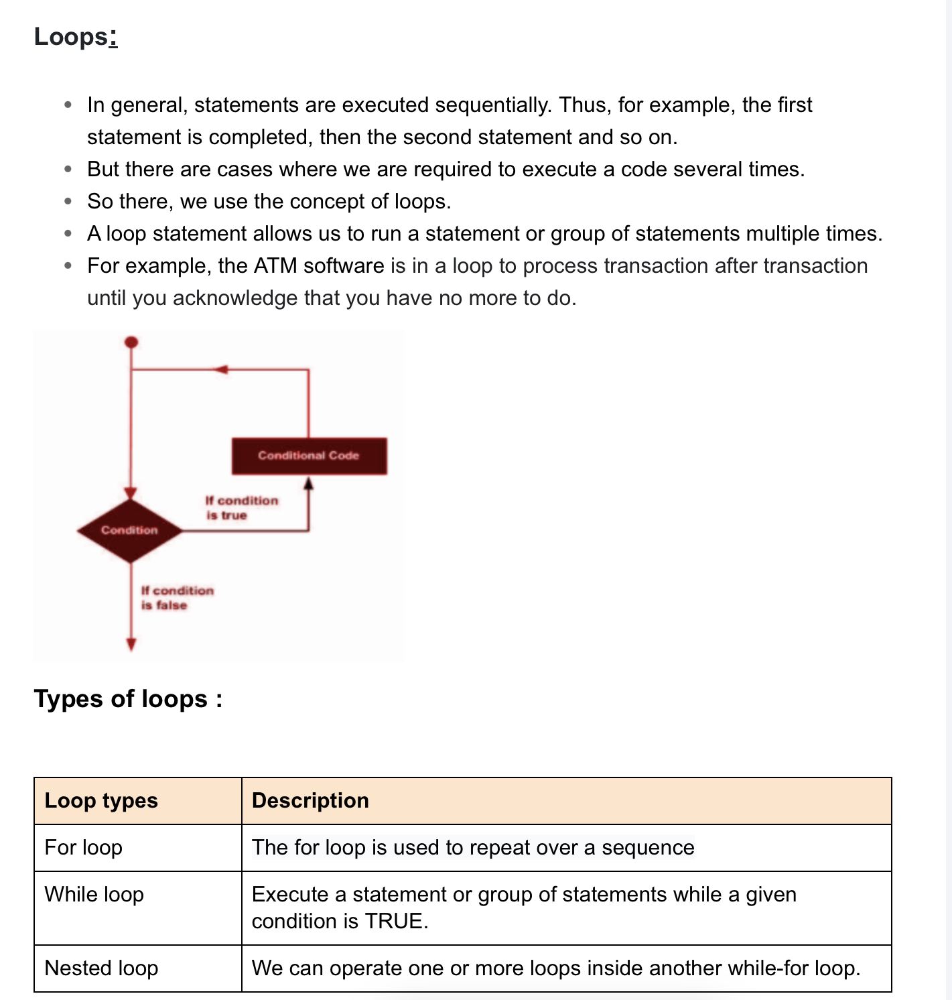 Loops:
In general, statements are executed sequentially. Thus, for example, the first
statement is completed, then the second statement and so on.
But there are cases where we are required to execute a code several times.
So there, we use the concept of loops.
A loop statement allows us to run a statement or group of statements multiple times.
For example, the ATM software is in a loop to process transaction after transaction
until you acknowledge that you have no more to do.
Conditional Code
If condition
is true
Condition
If condition
is false
Types of loops :
Loop types
Description
For loop
The for loop is used to repeat over a sequence
While loop
Execute a statement or group of statements while a given
condition is TRUE.
Nested loop
We can operate one or more loops inside another while-for loop.